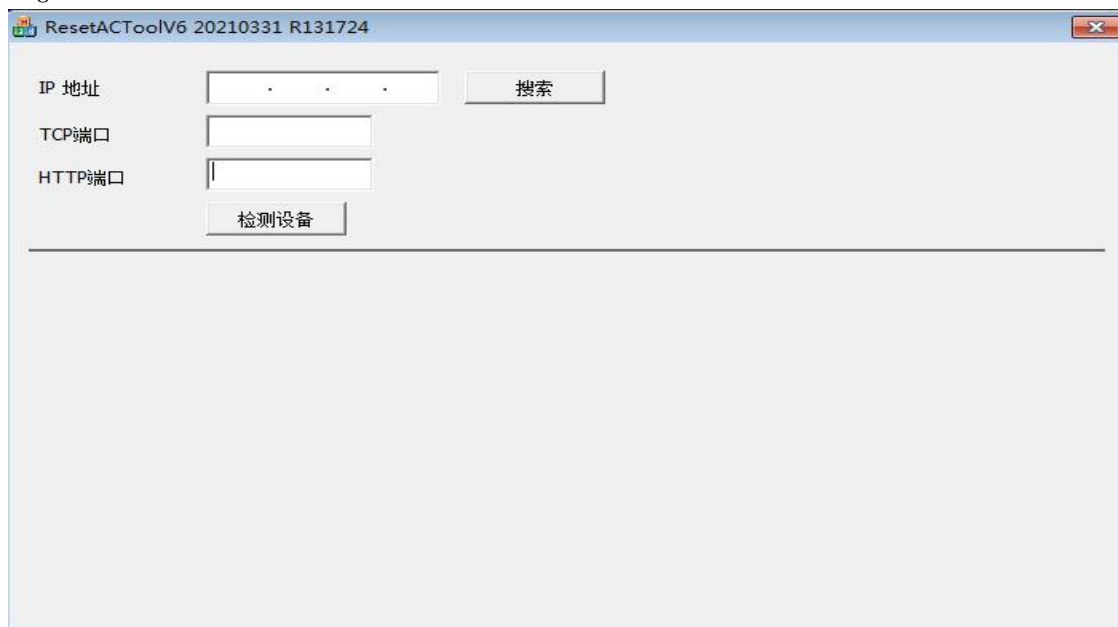 ResetACToolV6 20210331 R131724
IP 地址 . . . 搜索
TCP端口
HTTP端口
检测设备